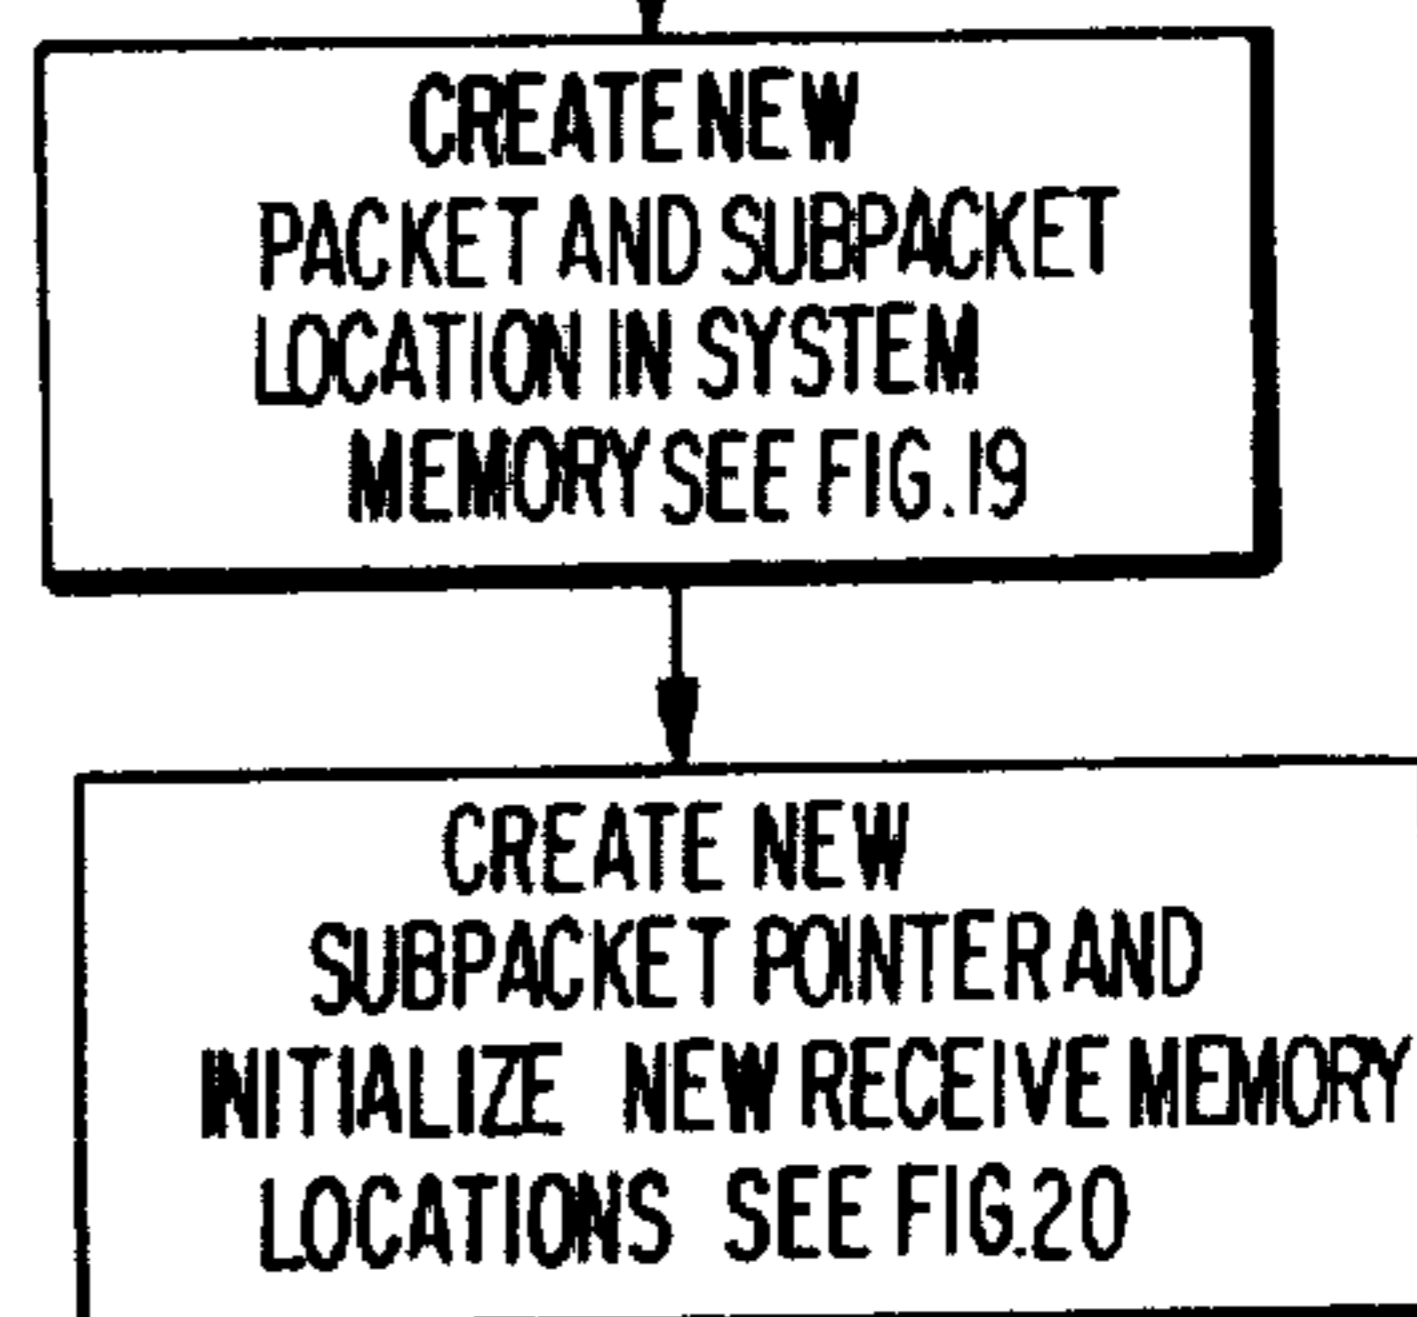 CREATE NEW
PACKET AND SUBPACKET
LOCATION IN SYSTEM
MEMORY SEE FIG.19
CREATE NEW
SUBPACKET POINTER AND
INITIALIZE NEW RECEIVE MEMORY
LOCATIONS SEE FIG.20